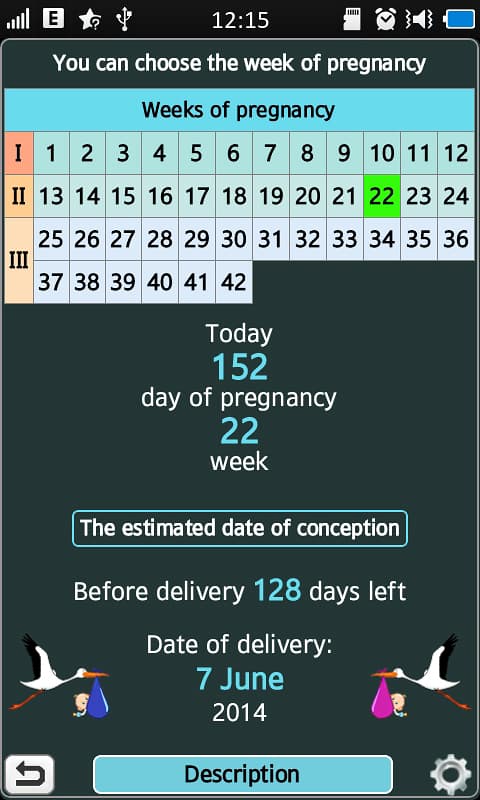 E 12:15
You can choose the week of pregnancy
Weeks of pregnancy
I 1 2 3 4 5 6 7 8 9 10 11 12
II 13 14 15 16 17 18 19 20 21 22 23 24
III 25 26 27 28 29 30 31 32 33 34 35 36
37 38 39 40 41 42
Today
152
day of pregnancy
22
week
The estimated date of conception
Before delivery 128 days left
Date of delivery:
7 June
2014
Description